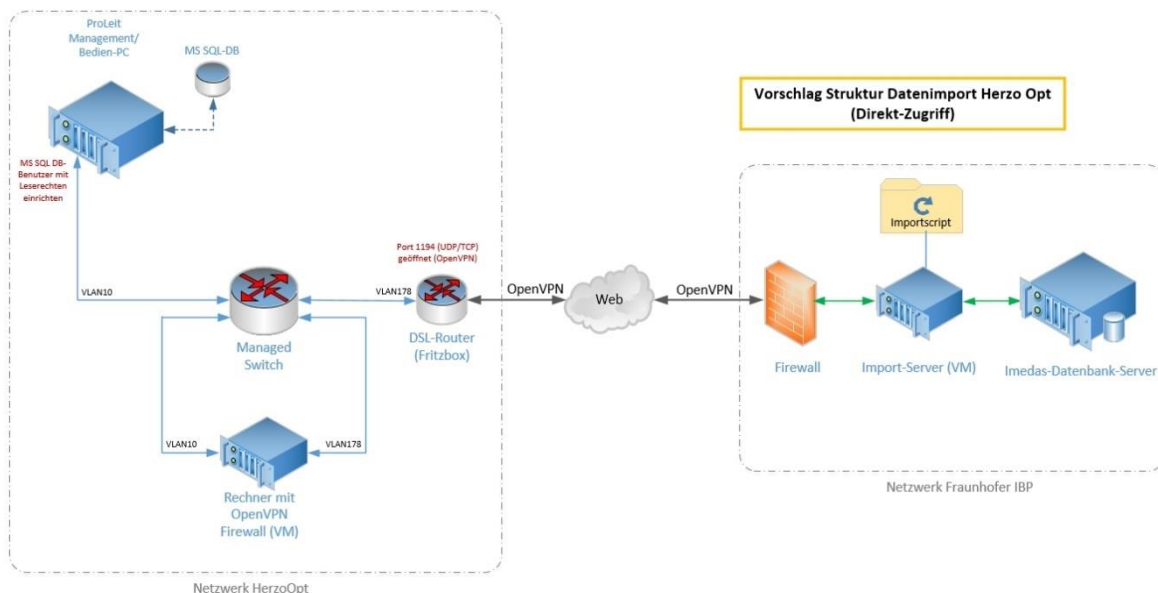 ProLeit
Management/
Bedien-PC
MS SQL-DB
MS SQL DB-
Benutzer mit
Leserechten
einrichten
Vorschlag Struktur Datenimport Herzo Opt
(Direkt-Zugriff)
Importscript
Port 1194 (UDP/TCP)
geöffnet (OpenVPN)
VLAN10
VLAN178
OpenVPN
Web
OpenVPN
Managed
Switch
DSL-Router
(Fritzbox)
Firewall
Import-Server (VM)
Imedas-Datenbank-Server
VLAN10
VLAN178
Rechner mit
OpenVPN
Firewall (VM)
Netzwerk Fraunhofer IBP
Netzwerk HerzoOpt